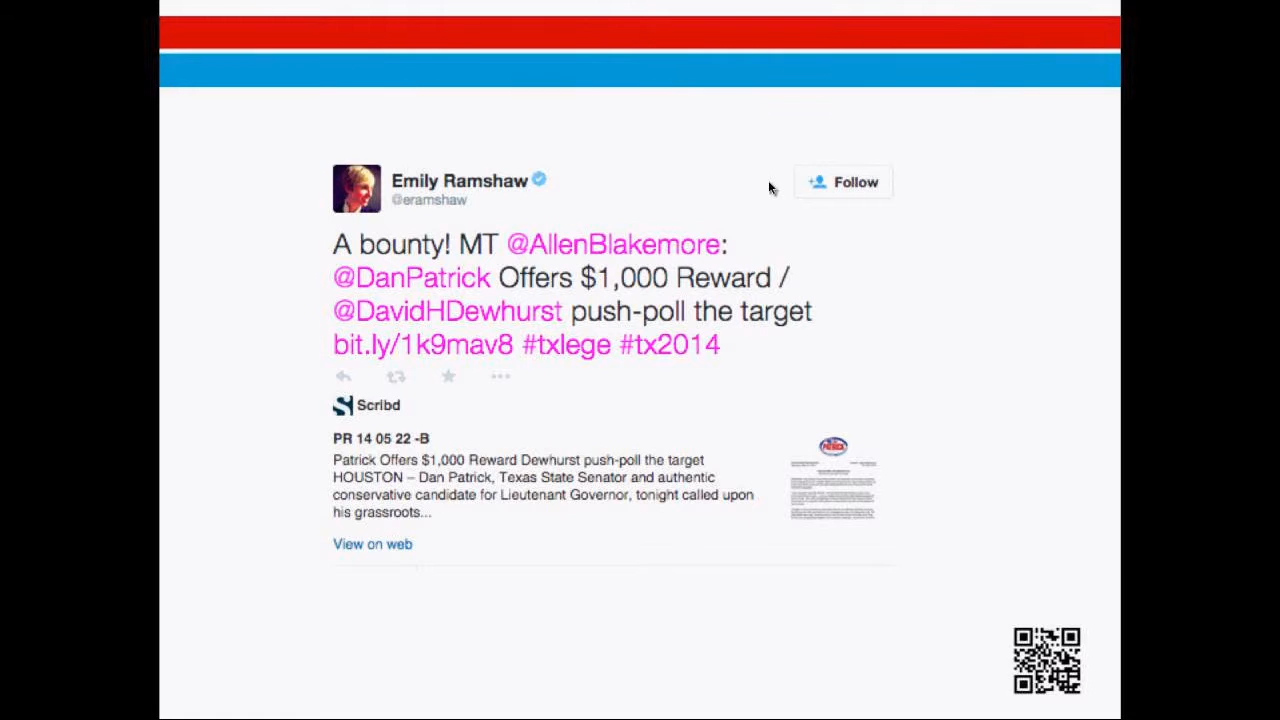 Emily Ramshaw
@eramshaw
Follow
A bounty! MT @AllenBlakemore:
@DanPatrick Offers $1,000 Reward /
@DavidHDewhurst push-poll the target
bit.ly/1k9mav8 #txlege #tx2014
Scribd
PR 14 05 22 -B
Patrick Offers $1,000 Reward Dewhurst push-poll the target
HOUSTON – Dan Patrick, Texas State Senator and authentic
conservative candidate for Lieutenant Governor, tonight called upon
his grassroots...
PATRICK
View on web